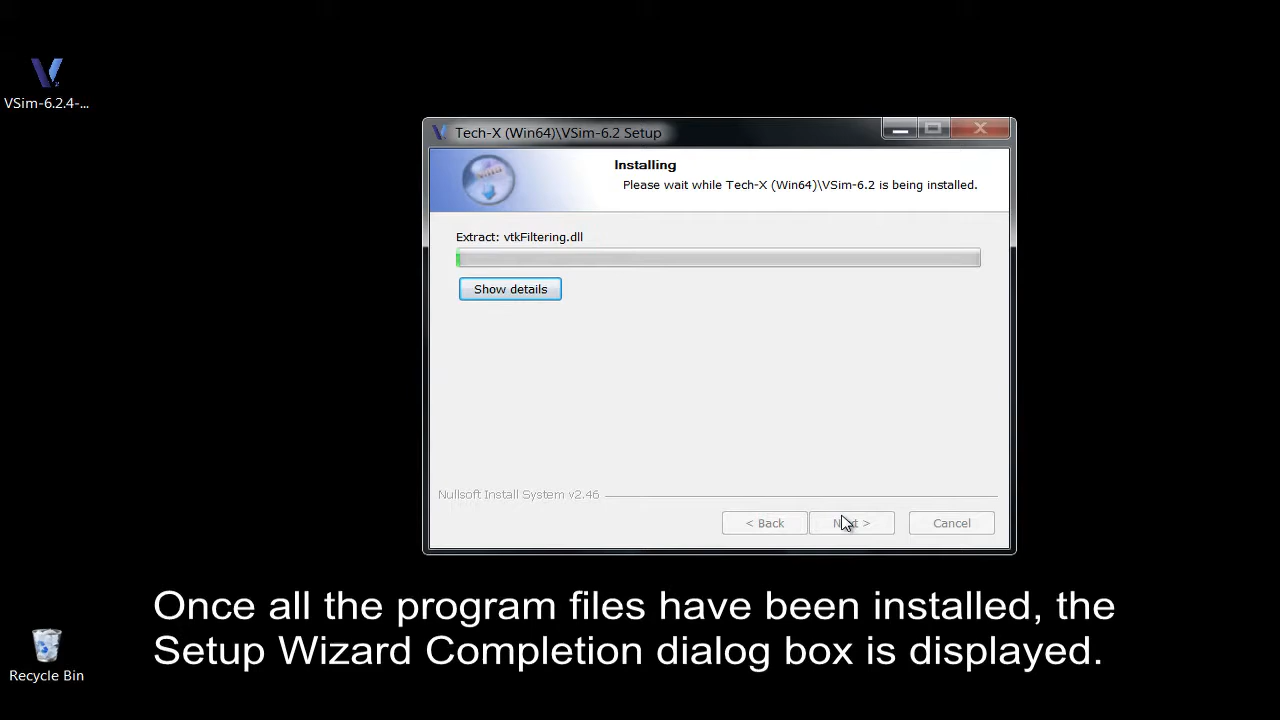 VSim-6.2.4-...
Tech-X (Win64)\VSim-6.2 Setup
Installing
Please wait while Tech-X (Win64)\VSim-6.2 is being installed.
Extract: vtkFiltering.dll
Show details
Nullsoft Install System v2.46
< Back
Next >
Cancel
Once all the program files have been installed, the
Setup Wizard Completion dialog box is displayed.
Recycle Bin